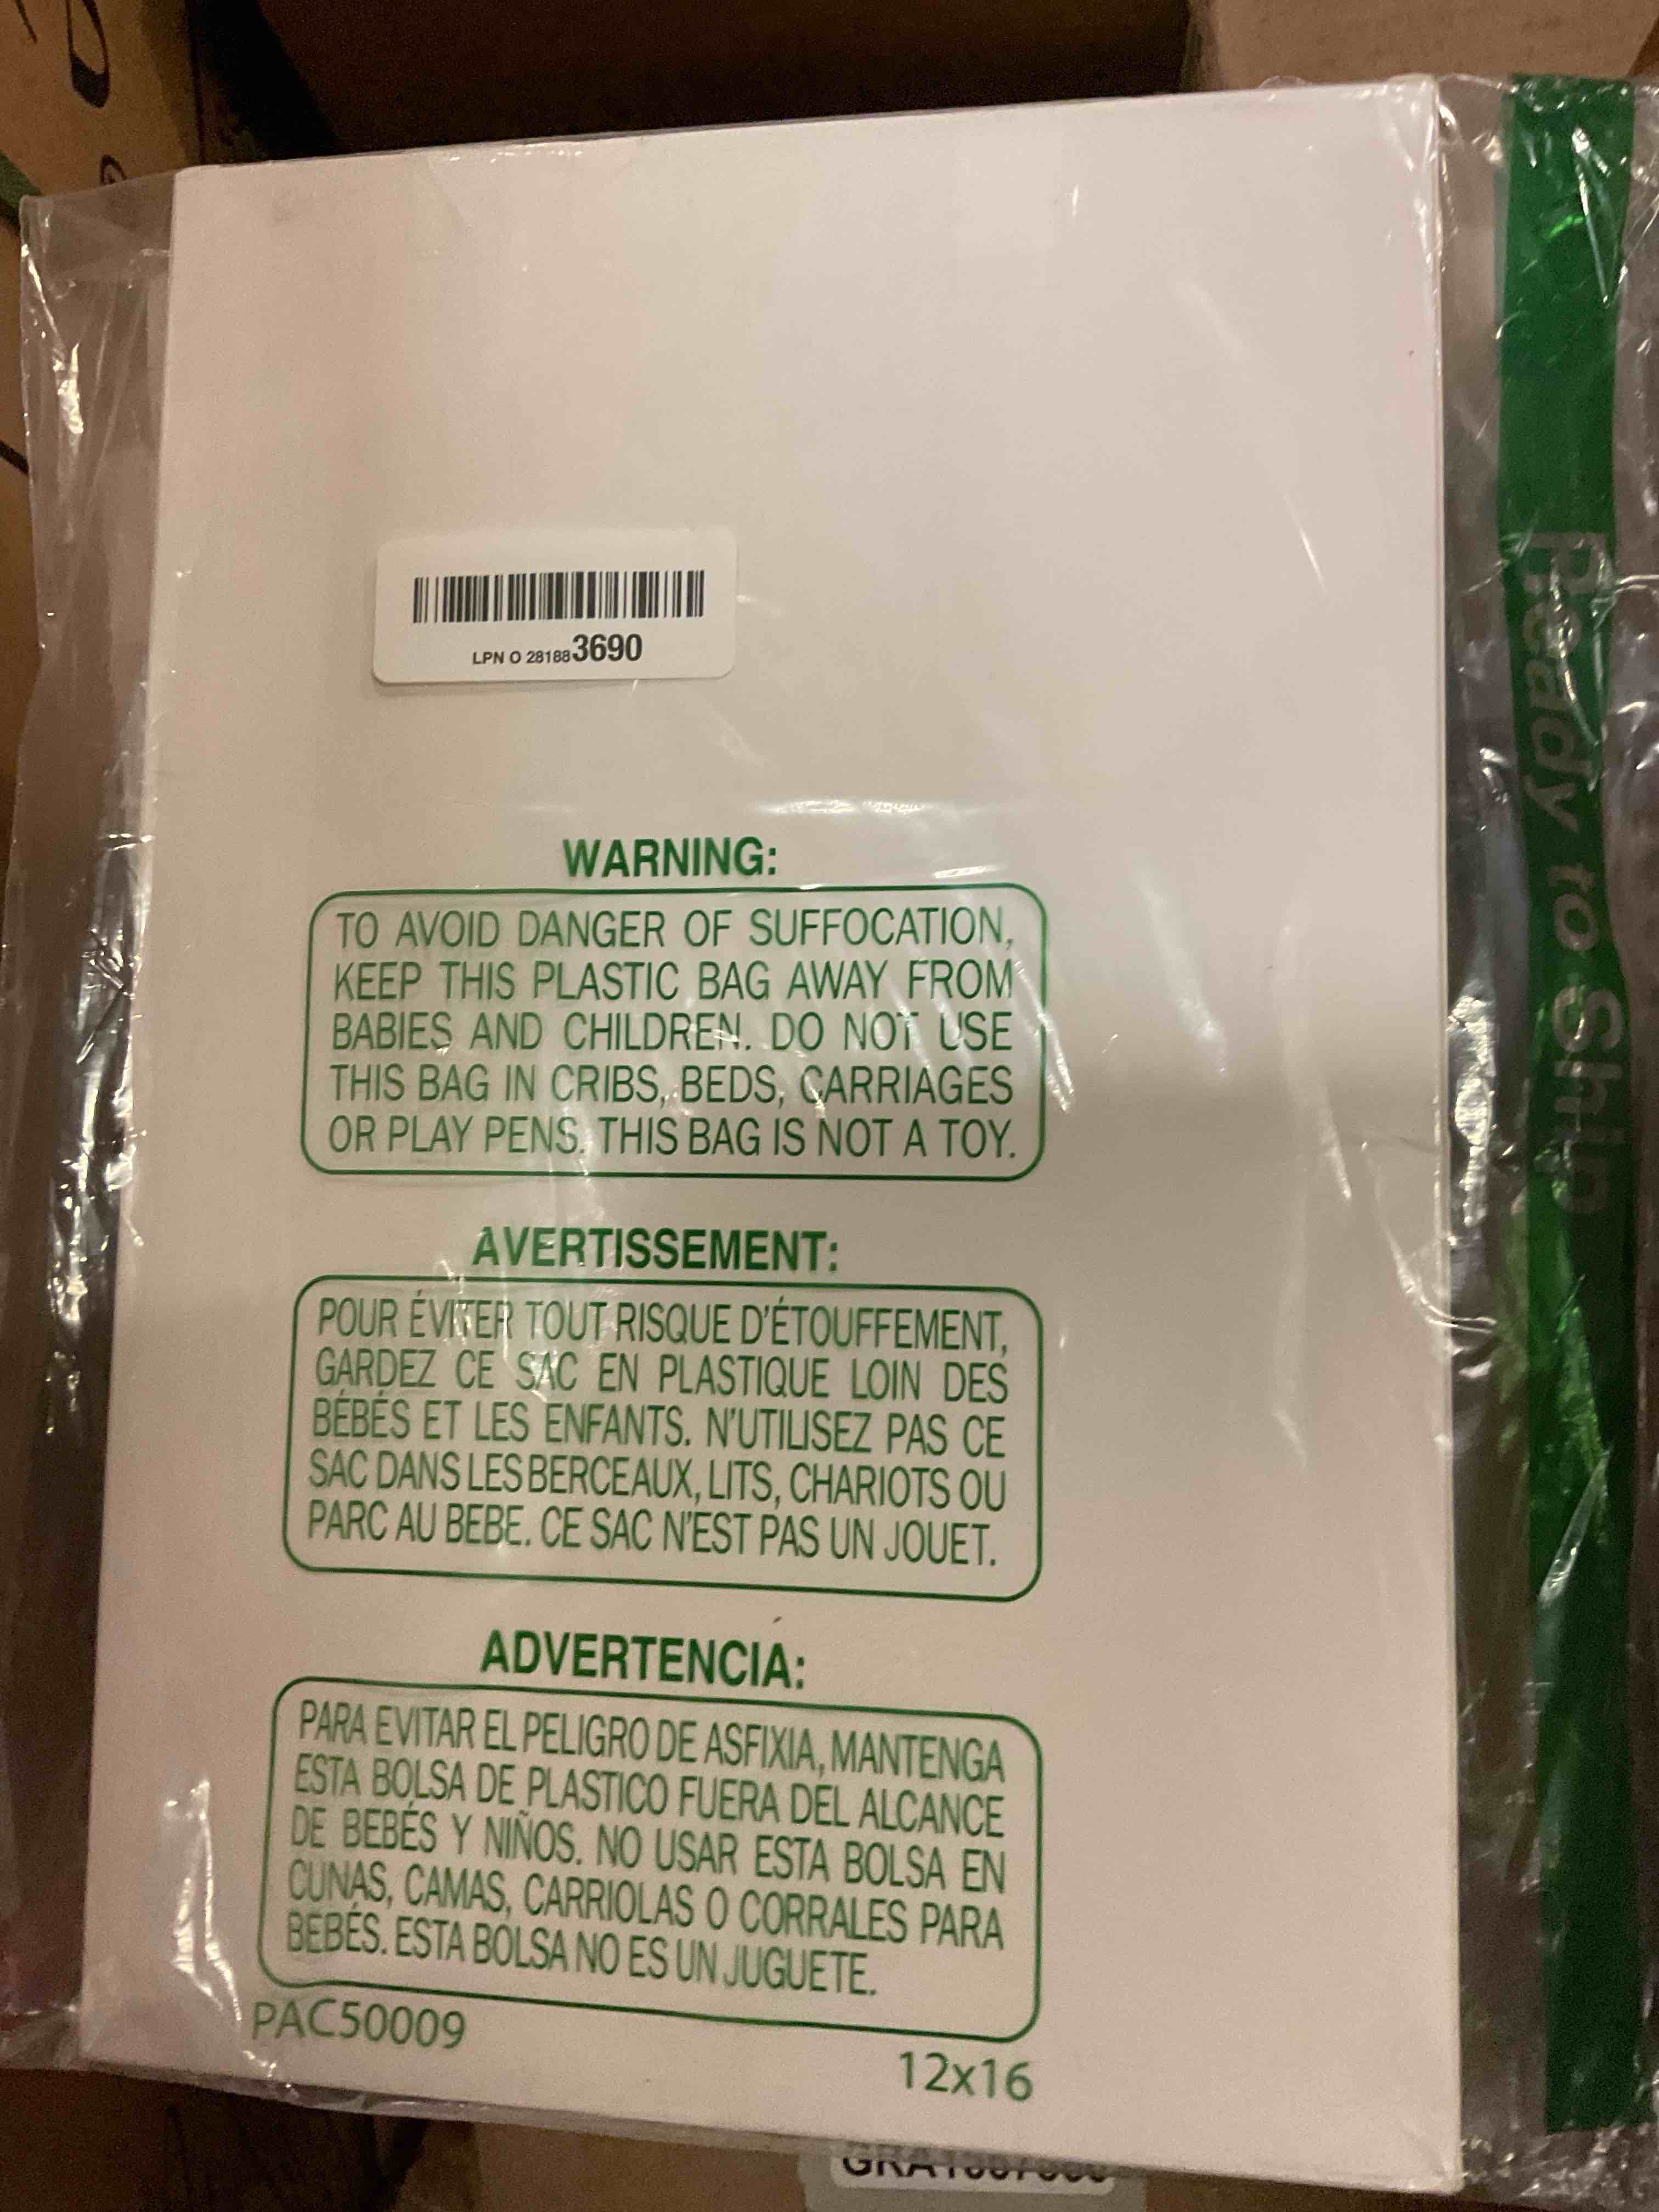 LPN O 281883690
WARNING:
TO AVOID DANGER OF SUFFOCATION,
KEEP THIS PLASTIC BAG AWAY FROM
BABIES AND CHILDREN. DO NOT USE
THIS BAG IN CRIBS, BEDS, CARRIAGES
OR PLAY PENS. THIS BAG IS NOT A TOY.
AVERTISSEMENT:
POUR ÉVITER TOUT RISQUE D'ÉTOUFFEMENT,
GARDEZ CE SAC EN PLASTIQUE LOIN DES
BÉBÉS ET LES ENFANTS. N'UTILISEZ PAS CE
SAC DANS LES BERCEAUX, LITS, CHARIOTS OU
PARC AU BEBE. CE SAC N'EST PAS UN JOUET.
ADVERTENCIA:
PARA EVITAR EL PELIGRO DE ASFIXIA, MANTENGA
ESTA BOLSA DE PLASTICO FUERA DEL ALCANCE
DE BEBÉS Y NIÑOS. NO USAR ESTA BOLSA EN
CUNAS, CAMAS, CARRIOLAS O CORRALES PARA
BEBÉS. ESTA BOLSA NO ES UN JUGUETE.
PAC50009
12x16
Ready to Ship